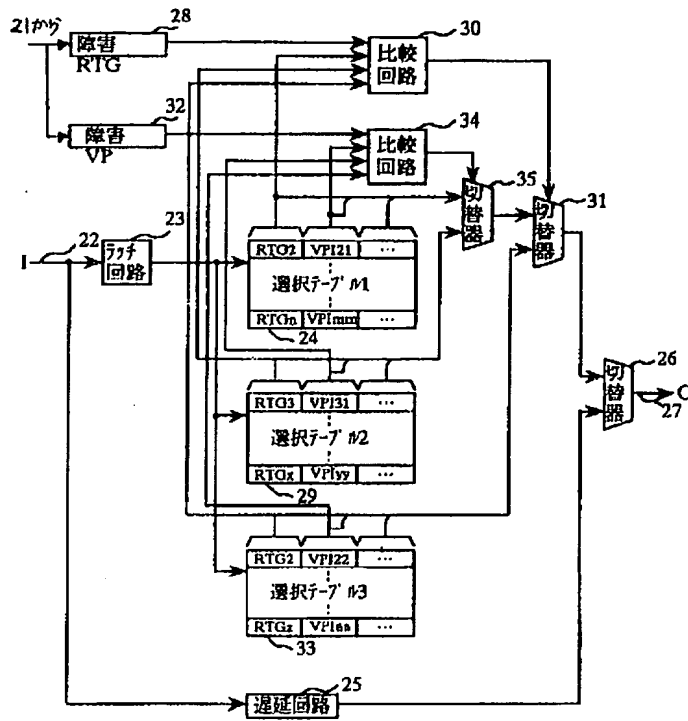 21から
28
障害
RTG
30
比較
回路
32
障害
VP
34
比較
回路
35
切替器
31
切替器
22
I
23
ラッチ
回路
RTG2 VPI21 ...
選択テーブル1
RTGn VPImm ...
24
26
切替器
27
O
RTG3 VPI31 ...
選択テーブル2
RTGx VPIyy ...
29
RTG2 VPI22 ...
選択テーブル3
RTGz ...
33
25
遅延回路